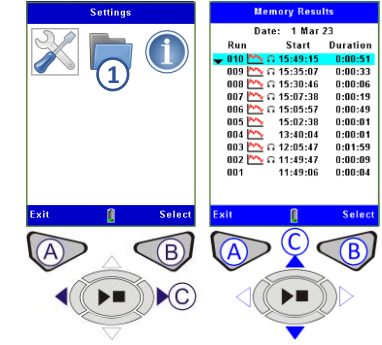 Settings
1
Exit Select
A
B
C
Memory Results
Date: 1 Mar 23
Run Start Duration
010 15:49:15 0:00:51
009 15:35:07 0:00:33
008 15:30:46 0:00:06
007 15:07:38 0:00:19
006 15:05:57 0:00:49
005 15:02:38 0:00:01
004 13:40:04 0:00:01
003 12:05:47 0:01:59
002 11:49:47 0:00:09
001 11:49:06 0:00:04
Exit Select
A
C
B